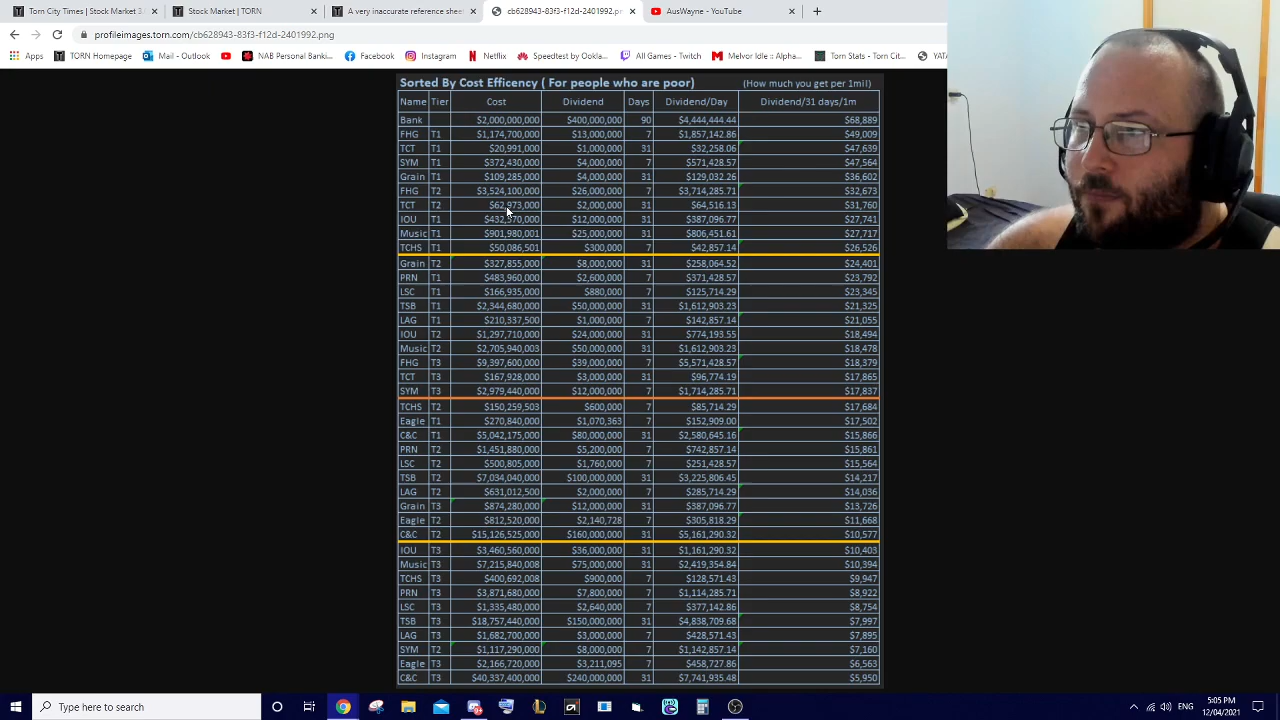 Torn City Times | Stock Market |
Stock Market | TORN
A very inaccurate reference sheet
cb628943-83f3-f12d-2401992.png
AusWayne - YouTube
profileimages.torn.com/cb628943-83f3-f12d-2401992.png
Apps TORN Homepage Mail - Outlook NAB Personal Banki... Facebook Instagram Netflix Speedtest by Ookla... All Games - Twitch Melvor Idle :: Alpha... Torn Stats - Torn Cit... YATA
Sorted By Cost Efficency ( For people who are poor) (How much you get per 1mil)
Name Tier Cost Dividend Days Dividend/Day Dividend/31 days/1m
Bank $2,000,000,000 $400,000,000 90 $4,444,444.44 $68,889
FHG T1 $1,174,700,000 $13,000,000 7 $1,857,142.86 $49,009
TCT T1 $20,991,000 $1,000,000 31 $32,258.06 $47,639
SYM T1 $372,430,000 $4,000,000 7 $571,428.57 $47,564
Grain T1 $109,285,000 $4,000,000 31 $129,032.26 $36,602
FHG T2 $3,524,100,000 $26,000,000 7 $3,714,285.71 $32,673
TCT T2 $62,973,000 $2,000,000 31 $64,516.13 $31,760
IOU T1 $432,570,000 $12,000,000 31 $387,096.77 $27,741
Music T1 $901,980,001 $25,000,000 31 $806,451.61 $27,717
TCHS T1 $50,086,501 $300,000 7 $42,857.14 $26,526
Grain T2 $327,855,000 $8,000,000 31 $258,064.52 $24,401
PRN T1 $483,960,000 $2,600,000 7 $371,428.57 $23,792
LSC T1 $166,935,000 $880,000 7 $125,714.29 $23,345
TSB T1 $2,344,680,000 $50,000,000 31 $1,612,903.23 $21,325
LAG T1 $210,337,500 $1,000,000 7 $142,857.14 $21,055
IOU T2 $1,297,710,000 $24,000,000 31 $774,193.55 $18,494
Music T2 $2,705,940,003 $50,000,000 31 $1,612,903.23 $18,478
FHG T3 $9,397,600,000 $39,000,000 7 $5,571,428.57 $18,379
TCT T3 $167,928,000 $3,000,000 31 $96,774.19 $17,865
SYM T3 $2,979,440,000 $12,000,000 7 $1,714,285.71 $17,837
TCHS T2 $150,259,503 $600,000 7 $85,714.29 $17,684
Eagle T1 $270,840,000 $1,070,363 7 $152,909.00 $17,502
C&C T1 $5,042,175,000 $80,000,000 31 $2,580,645.16 $15,866
PRN T2 $1,451,880,000 $5,200,000 7 $742,857.14 $15,861
LSC T2 $500,805,000 $1,760,000 7 $251,428.57 $15,564
TSB T2 $7,034,040,000 $100,000,000 31 $3,225,806.45 $14,217
LAG T2 $631,012,500 $2,000,000 7 $285,714.29 $14,036
Grain T3 $874,280,000 $12,000,000 31 $387,096.77 $13,726
Eagle T2 $812,520,000 $2,140,728 7 $305,818.29 $11,668
C&C T2 $15,126,525,000 $160,000,000 31 $5,161,290.32 $10,577
IOU T3 $3,460,560,000 $36,000,000 31 $1,161,290.32 $10,403
Music T3 $7,215,840,008 $75,000,000 31 $2,419,354.84 $10,394
TCHS T3 $400,692,008 $900,000 7 $128,571.43 $9,947
PRN T3 $3,871,680,000 $7,800,000 7 $1,114,285.71 $8,922
LSC T3 $1,335,480,000 $2,640,000 7 $377,142.86 $8,754
TSB T3 $18,757,440,000 $150,000,000 31 $4,838,709.68 $7,997
LAG T3 $1,682,700,000 $3,000,000 7 $428,571.43 $7,895
SYM T2 $1,117,290,000 $8,000,000 7 $1,142,857.14 $7,160
Eagle T3 $2,166,720,000 $3,211,095 7 $458,727.86 $6,563
C&C T3 $40,337,400,000 $240,000,000 31 $7,741,935.48 $5,950
Type here to search
ENG
5:05 PM
12/04/2021